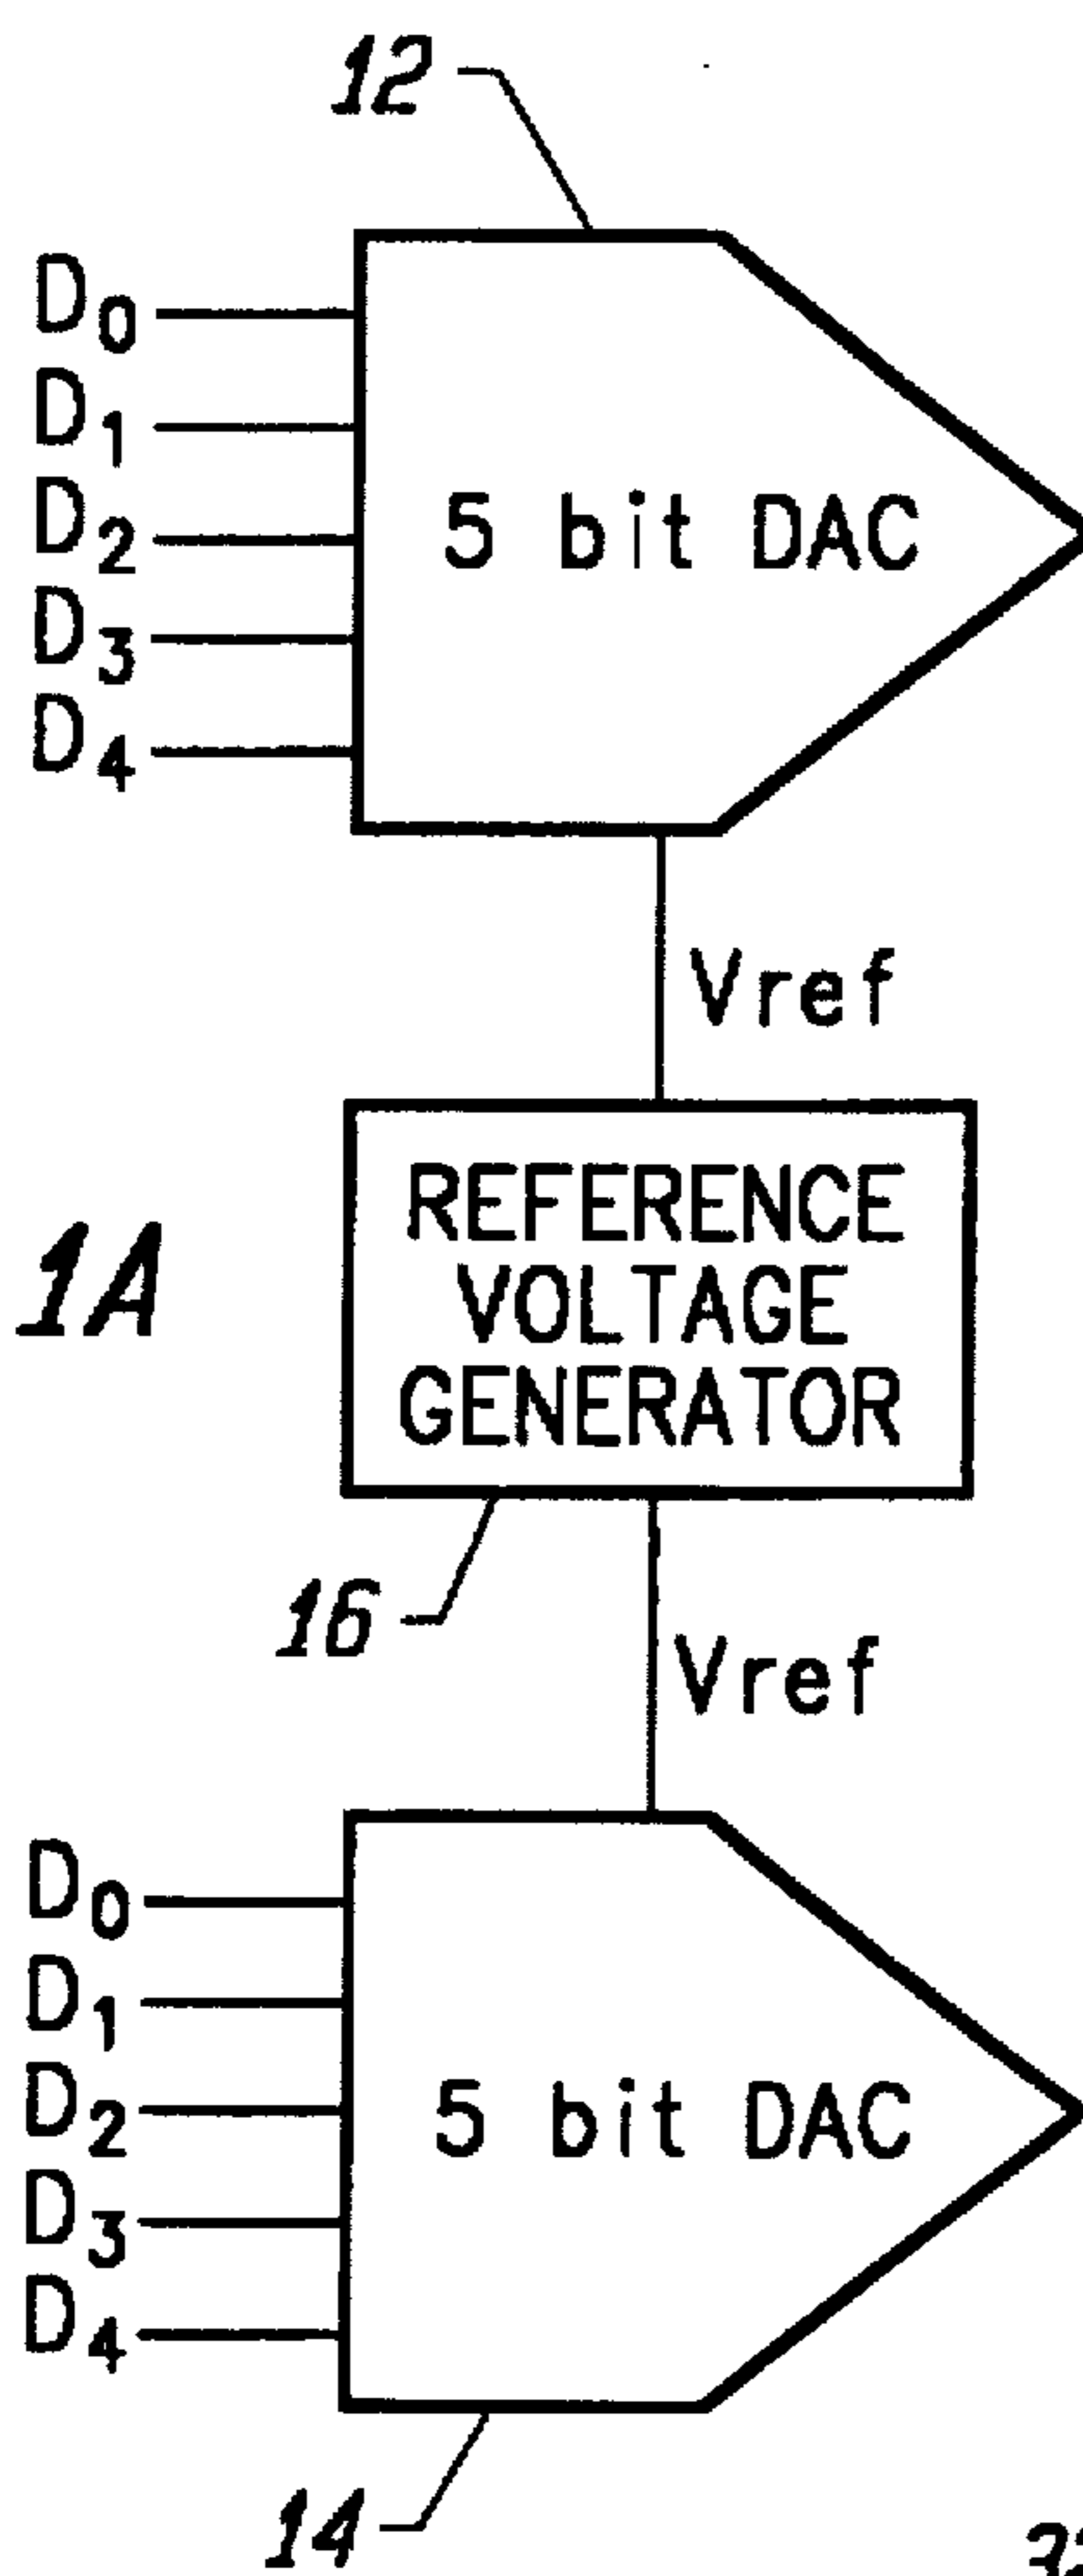 12
D0
D1
D2
D3
D4
5 bit DAC
Vref
1A
REFERENCE
VOLTAGE
GENERATOR
16
Vref
D0
D1
D2
D3
D4
5 bit DAC
14